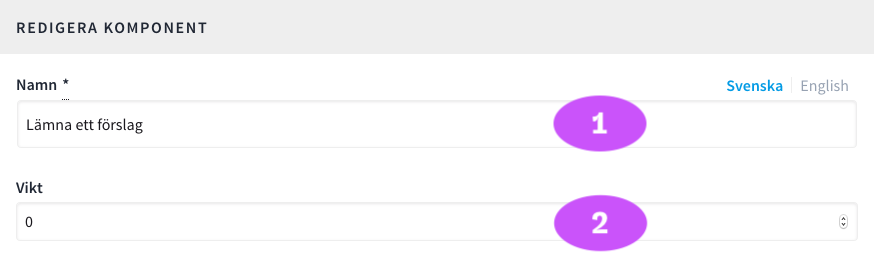 REDIGERA KOMPONENT
Namn * Svenska English
Lämna ett förslag 1
Vikt
0 2